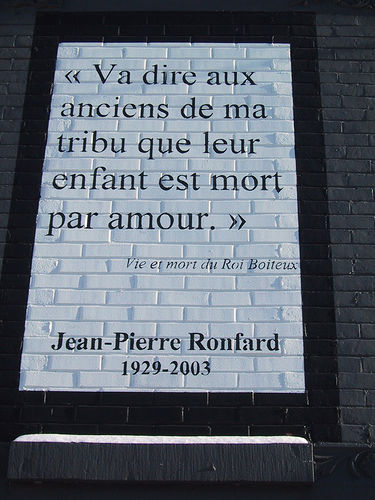 « Va dire aux
anciens de ma
tribu que leur
enfant est mort
par amour. »
Vie et mort du Roi Boiteux
Jean-Pierre Ronfard
1929-2003